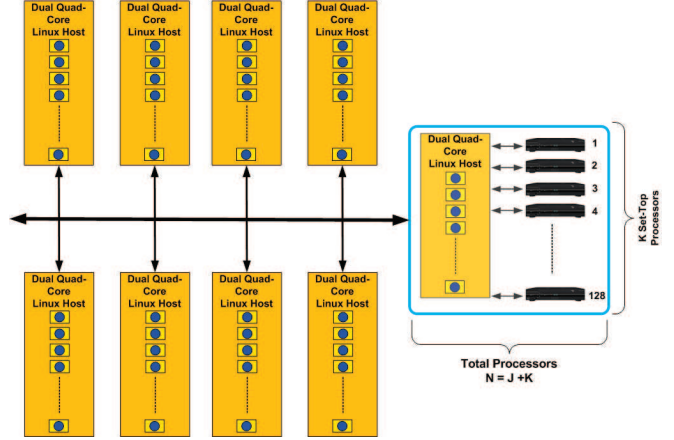 Dual Quad-
Core
Linux Host
Dual Quad-
Core
Linux Host
Dual Quad-
Core
Linux Host
Dual Quad-
Core
Linux Host
Dual Quad-
Core
Linux Host
1
2
3
4
128
K Set-Top
Processors
Total Processors
N = J +K
Dual Quad-
Core
Linux Host
Dual Quad-
Core
Linux Host
Dual Quad-
Core
Linux Host
Dual Quad-
Core
Linux Host